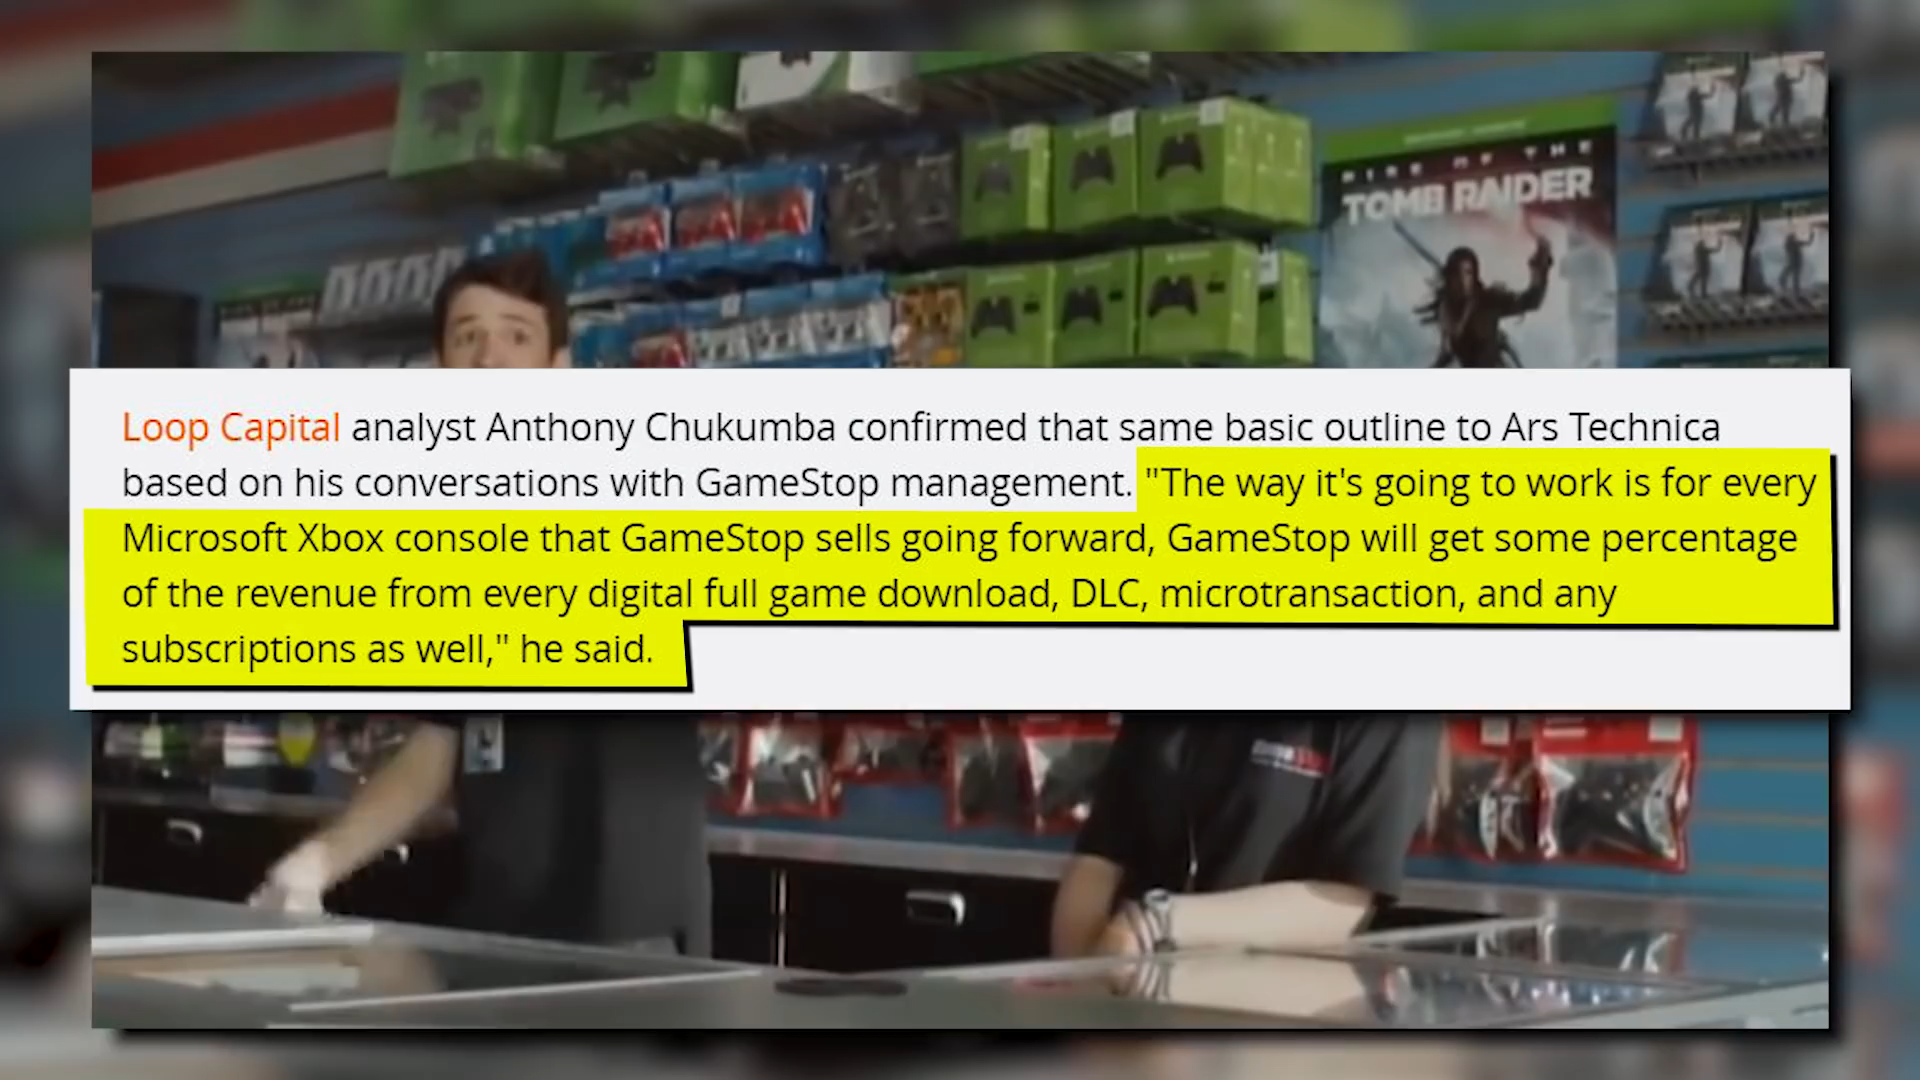 RISE OF THE
TOMB RAIDER
Loop Capital analyst Anthony Chukumba confirmed that same basic outline to Ars Technica
based on his conversations with GameStop management. "The way it's going to work is for every
Microsoft Xbox console that GameStop sells going forward, GameStop will get some percentage
of the revenue from every digital full game download, DLC, microtransaction, and any
subscriptions as well," he said.